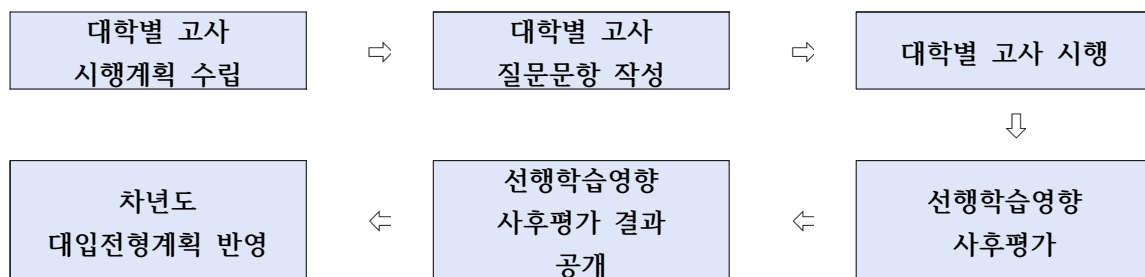 대학별 고사
시행계획 수립
⇨
대학별 고사
질문문항 작성
⇨
대학별 고사 시행
⇩
선행학습영향
사후평가
⇦
선행학습영향
사후평가 결과
공개
⇦
차년도
대입전형계획 반영